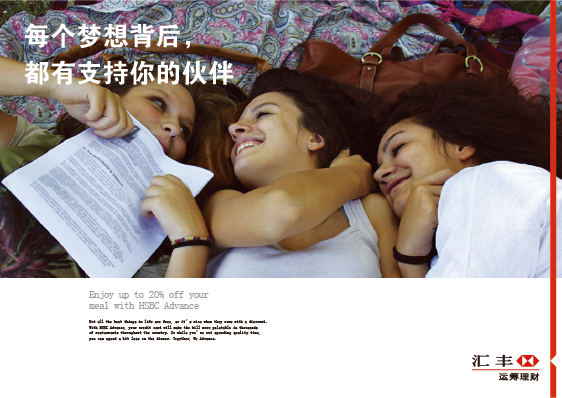 每个梦想背后，
都有支持你的伙伴
Enjoy up to 20% off your
meal with HSBC Advance
Not all the best things in life are free, so it's nice when they come with a discount.
With HSBC Advance, your credit card will make the bill more palatable in thousands
of restaurants throughout the country. So while you're out spending quality time,
you can spend a bit less on the dinner. Together, We Advance.
汇丰
运筹理财